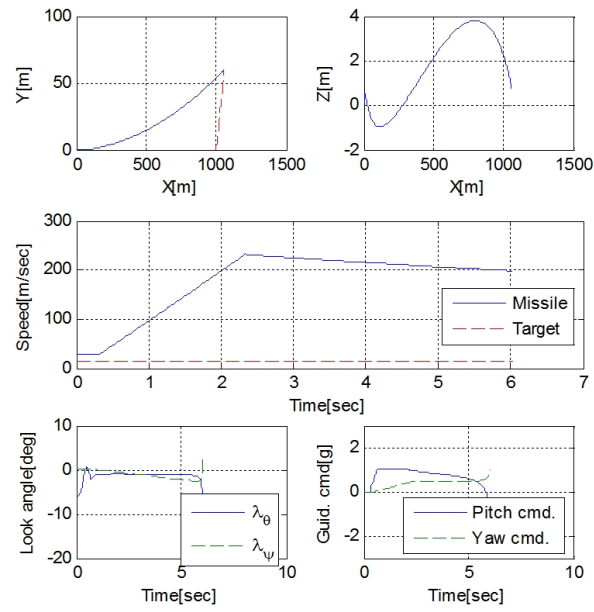 100
50
0
Y[m]
0 500 1000 1500
X[m]
4
2
0
-2
Z[m]
0 500 1000 1500
X[m]
300
200
100
0
Speed[m/sec]
Missile
Target
0 1 2 3 4 5 6 7
Time[sec]
10
0
-10
-20
Look angle[deg]
λθ
λψ
0 5 10
Time[sec]
2
0
-2
Guid. cmd[g]
Pitch cmd.
Yaw cmd.
0 5 10
Time[sec]